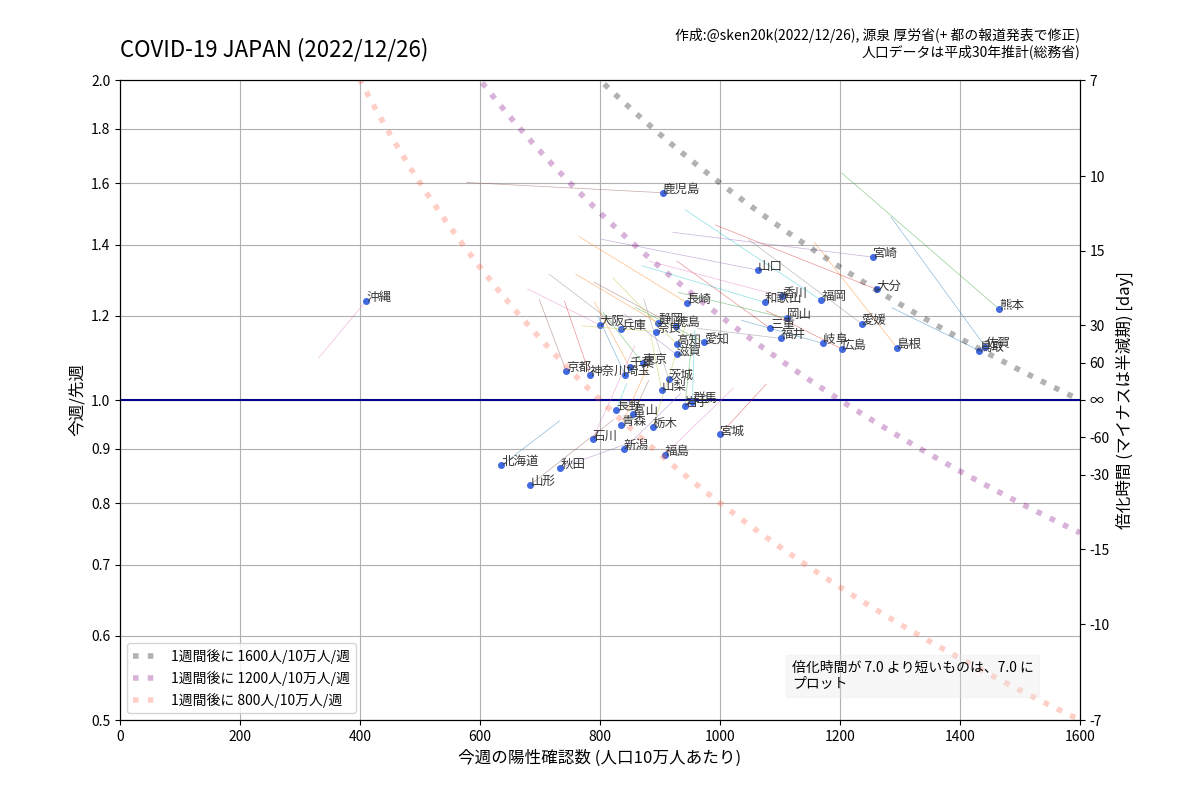 COVID-19 JAPAN (2022/12/26)
作成:@sken20k(2022/12/26), 源泉 厚労省(+ 都の報道発表で修正)
人口データは平成30年推計(総務省)
2.0
1.8
1.6
1.4
1.2
1.0
0.9
0.8
0.7
0.6
0.5
今週/先週
7
10
15
30
60
∞
-60
-30
-15
-10
-7
倍化時間 (マイナスは半減期) [day]
鹿児島
宮崎
山口
大分
沖縄
長崎
和歌山
香川
福岡
熊本
岡山
愛媛
大阪
兵庫
静岡
奈良
広島
三重
福井
愛知
高知
滋賀
岐阜
島根
佐賀
鳥取
京都
神奈川
千葉
埼玉
東京
茨城
山梨
群馬
岩手
長野
富山
青森
栃木
宮城
石川
新潟
福島
北海道
秋田
山形
1週間後に 1600人/10万人/週
1週間後に 1200人/10万人/週
1週間後に 800人/10万人/週
倍化時間が 7.0 より短いものは、7.0 に
プロット
0
200
400
600
800
1000
1200
1400
1600
今週の陽性確認数 (人口10万人あたり)